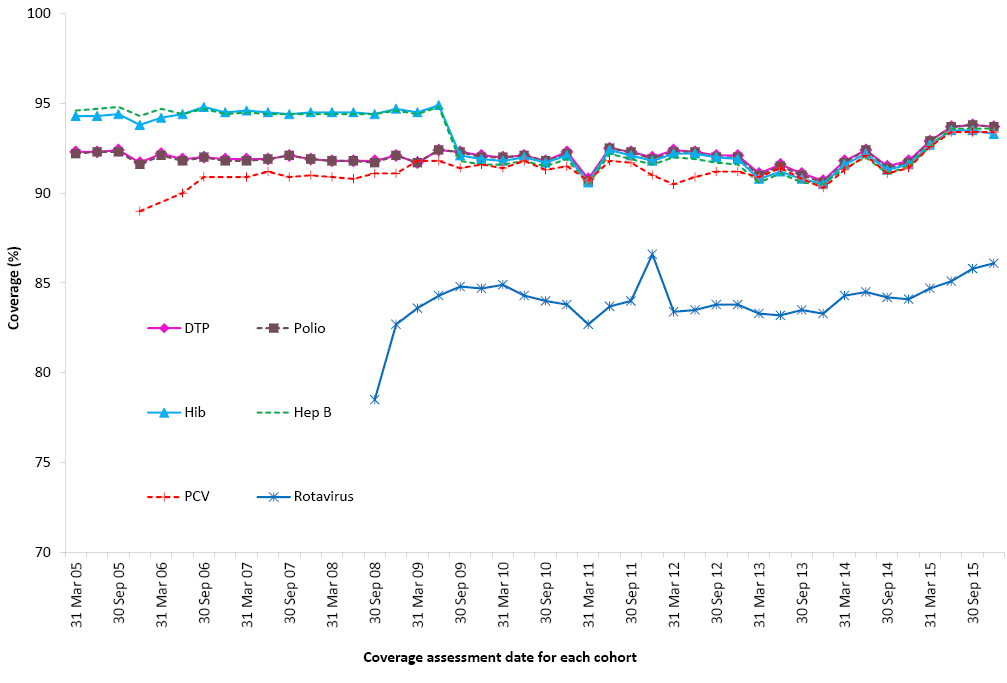 100
95
90
85
80
75
70
Coverage (%)
DTP
Polio
Hib
Hep B
PCV
Rotavirus
31 Mar 05
30 Sep 05
31 Mar 06
30 Sep 06
31 Mar 07
30 Sep 07
31 Mar 08
30 Sep 08
31 Mar 09
30 Sep 09
31 Mar 10
30 Sep 10
31 Mar 11
30 Sep 11
31 Mar 12
30 Sep 12
31 Mar 13
30 Sep 13
31 Mar 14
30 Sep 14
31 Mar 15
30 Sep 15
Coverage assessment date for each cohort